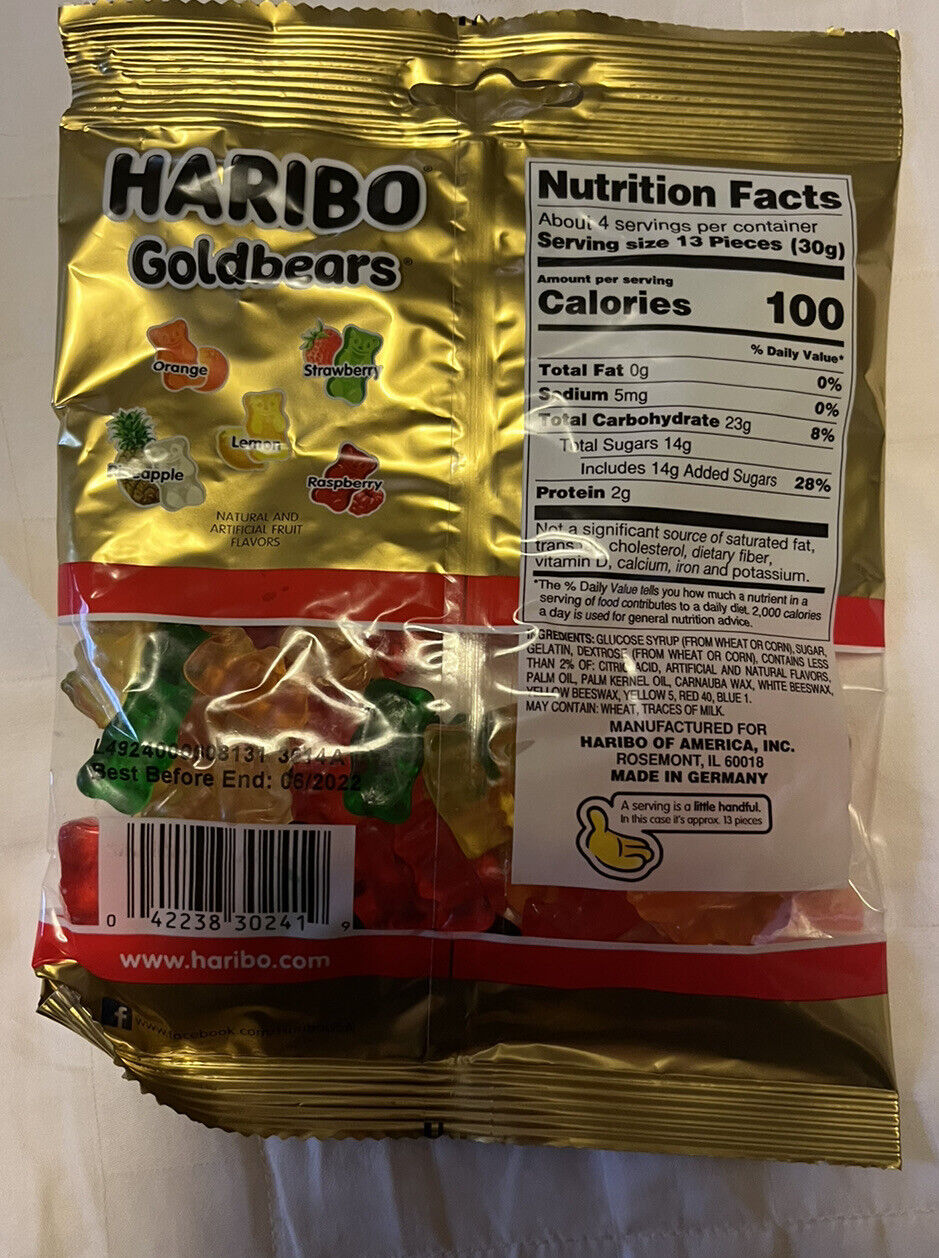 HARIBO
Goldbears
Orange
Strawberry
Lemon
Raspberry
NATURAL AND
ARTIFICIAL FRUIT
FLAVORS
Nutrition Facts
About 4 servings per container
Serving size 13 Pieces (30g)
Amount per serving
Calories 100
% Daily Value*
Total Fat 0g 0%
Sodium 5mg 0%
Total Carbohydrate 23g 8%
Total Sugars 14g
Includes 14g Added Sugars 28%
Protein 2g
Not a significant source of saturated fat,
trans cholesterol, dietary fiber,
vitamin D, calcium, iron and potassium.
*The % Daily Value tells you how much a nutrient in a
serving of food contributes to a daily diet. 2,000 calories
a day is used for general nutrition advice.
INGREDIENTS: GLUCOSE SYRUP (FROM WHEAT OR CORN), SUGAR,
GELATIN, DEXTROSE (FROM WHEAT OR CORN), CONTAINS LESS
THAN 2% OF: CITRIC ACID, ARTIFICIAL AND NATURAL FLAVORS,
PALM OIL, PALM KERNEL OIL, CARNAUBA WAX, WHITE BEESWAX,
YELLOW BEESWAX, YELLOW 5, RED 40, BLUE 1.
MAY CONTAIN: WHEAT, TRACES OF MILK.
MANUFACTURED FOR
HARIBO OF AMERICA, INC.
ROSEMONT, IL 60018
MADE IN GERMANY
A serving is a little handful.
In this case it's approx. 13 pieces
Best Before End: 06/2022
0 42238 30241 9
www.haribo.com
f